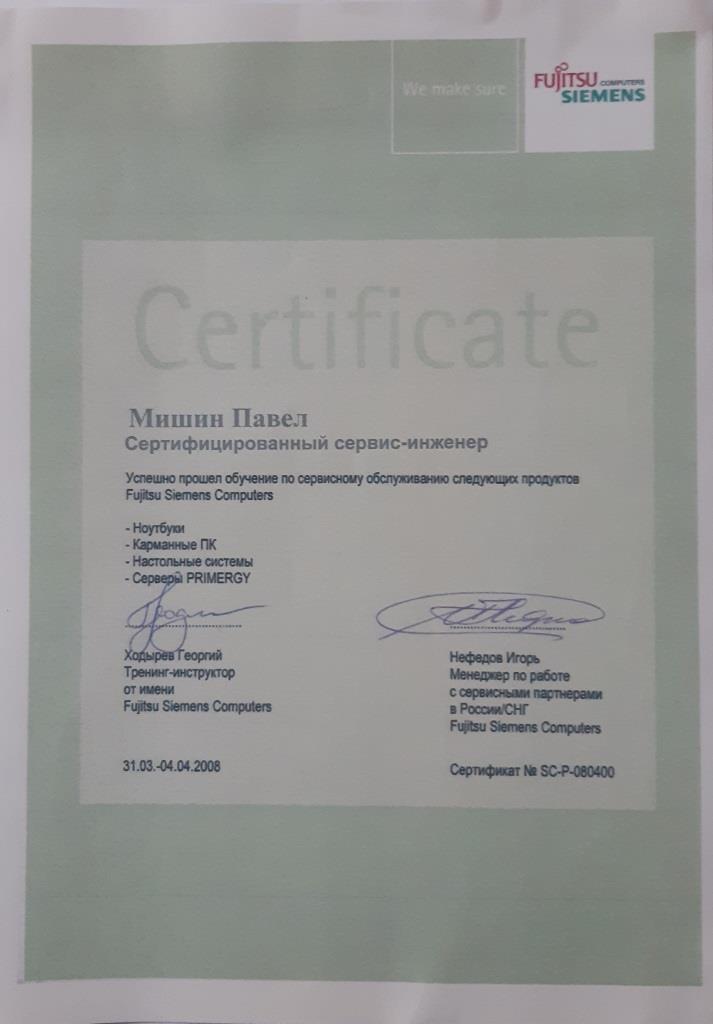 We make sure
FUJITSU COMPUTERS
SIEMENS
Certificate
Мишин Павел
Сертифицированный сервис-инженер
Успешно прошел обучение по сервисному обслуживанию следующих продуктов
Fujitsu Siemens Computers
- Ноутбуки
- Карманные ПК
- Настольные системы
- Серверы PRIMERGY
Ходырев Георгий
Тренинг-инструктор
от имени
Fujitsu Siemens Computers
Нефедов Игорь
Менеджер по работе
с сервисными партнерами
в России/СНГ
Fujitsu Siemens Computers
31.03.-04.04.2008
Сертификат № SC-P-080400